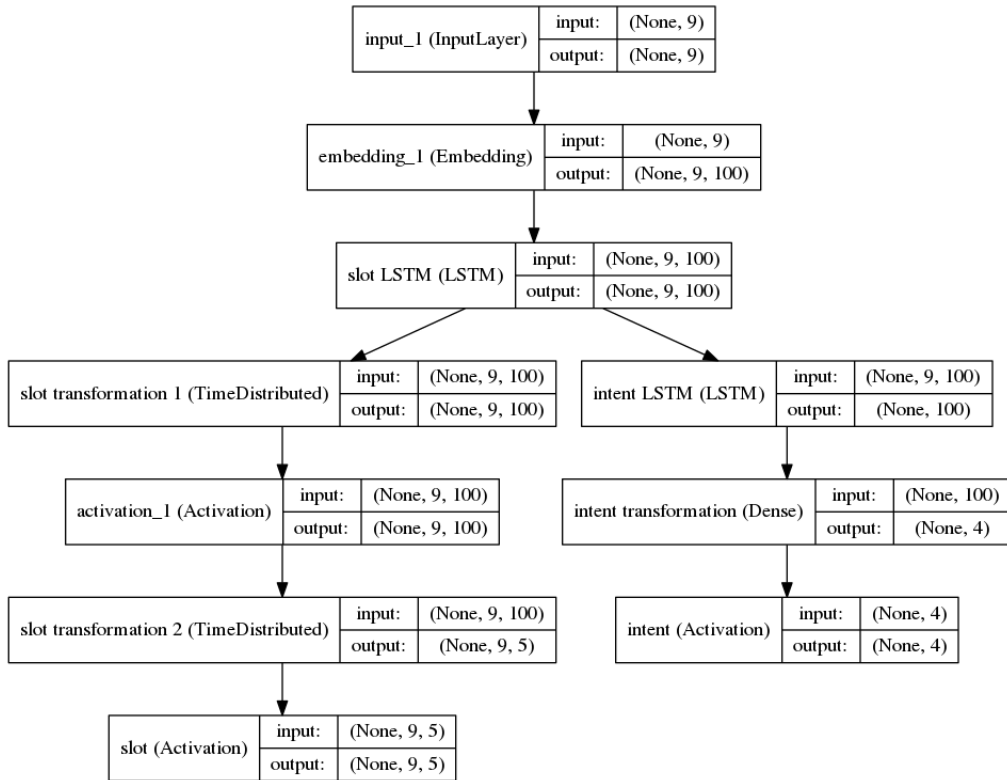 input_1 (InputLayer)
input: (None, 9)
output: (None, 9)
embedding_1 (Embedding)
input: (None, 9)
output: (None, 9, 100)
slot LSTM (LSTM)
input: (None, 9, 100)
output: (None, 9, 100)
slot transformation 1 (TimeDistributed)
input: (None, 9, 100)
output: (None, 9, 100)
intent LSTM (LSTM)
input: (None, 9, 100)
output: (None, 100)
activation_1 (Activation)
input: (None, 9, 100)
output: (None, 9, 100)
intent transformation (Dense)
input: (None, 100)
output: (None, 4)
slot transformation 2 (TimeDistributed)
input: (None, 9, 100)
output: (None, 9, 5)
intent (Activation)
input: (None, 4)
output: (None, 4)
slot (Activation)
input: (None, 9, 5)
output: (None, 9, 5)